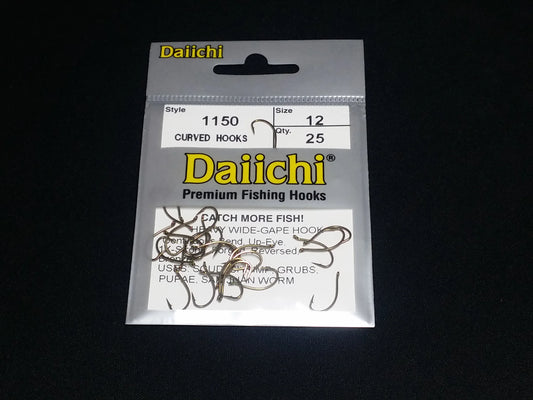 Daiichi
Style
1150
Size
12
CURVED HOOKS
Qty.
25
Daiichi®
Premium Fishing Hooks
CATCH MORE FISH!
HEAVY WIDE-GAPE HOOK
Bend Up-Eye
Reversed
USES: SCUD, SHRIMP, GRUBS,
PUPAE, SAN JUAN WORM